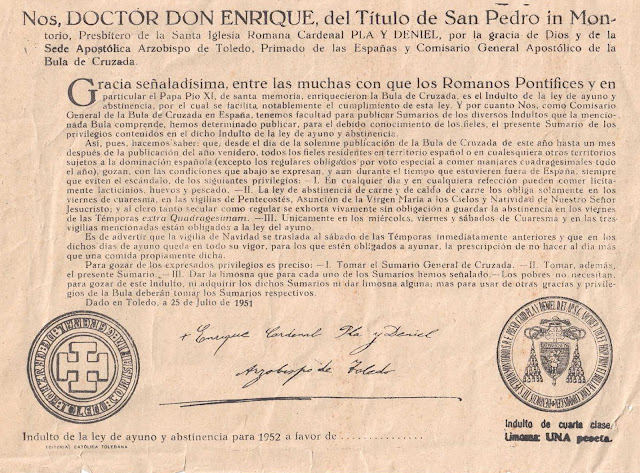 Nos, DOCTOR DON ENRIQUE, del Título de San Pedro in Mon-
torio, Presbítero de la Santa Iglesia Romana Cardenal PLA Y DENIEL, por la gracia de Dios y de la
Sede Apostólica Arzobispo de Toledo, Primado de las Españas y Comisario General Apostólico de la
Bula de Cruzada.
Gracia señaladísima, entre las muchas con que los Romanos Pontífices y en
particular el Papa Pío XI, de santa memoria, enriquecieron la Bula de Cruzada, es el Indulto de la ley de ayuno y
abstinencia, por el cual se facilita, notablemente el cumplimiento de esta ley. Y por cuanto Nos, como Comisario
General de la Bula de Cruzada en España, tenemos facultad para publicar Sumarios de los diversos Indultos que la mencio-
nada Bula comprende, hemos determinado publicar, para el debido conocimiento de los fieles, el presente Sumario de los
privilegios contenidos en el dicho Indulto de la ley de ayuno y abstinencia.
Así, pues, hacemos saber: que, desde el día de la solemne publicación de la Bula de Cruzada de este año hasta un mes
después de la publicación del año venidero, todos los fieles residentes en territorio español o en cualesquiera otros territorios
sujetos a la dominación española (excepto los regulares obligados por voto especial a comer manjares cuadragesimales todo
el año), gozan, con las condiciones que abajo se expresan, y aun durante el tiempo que estuvieren fuera de España, siempre
que eviten el escándalo, de los siguientes privilegios: — I. En cualquier día y en cualquiera refección pueden comer lícita-
mente lacticinios, huevos y pescado. — II. La ley de abstinencia de carne y de caldo de carne los obliga solamente en los
viernes de cuaresma, en las vigilias de Pentecostés, Asunción de la Virgen María a los Cielos y Natividad de Nuestro Señor
Jesucristo; y al clero tanto secular como regular se exhorta vivamente sin obligación a guardar la abstinencia en los viernes
de las Témporas extra Quadragesimam. —III. Unicamente en los miércoles, viernes y sábados de Cuaresma y en las tres
vigilias mencionadas están obligados a la ley del ayuno.
Es de advertir que la vigilia de Navidad se traslada al sábado de las Témporas inmediatamente anteriores y que en los
dichos días de ayuno queda en todo su vigor, para los que estén obligados a ayunar, la prescripción de no hacer al día más
que una comida propiamente dicha.
Para gozar de los expresados privilegios es preciso: —I. Tomar el Sumario General de Cruzada. —II. Tomar, además,
el presente Sumario. —III. Dar la limosna que para cada uno de los Sumarios hemos señalado.—Los pobres no necesitan,
para gozar de este Indulto, ni adquirir los dichos Sumarios ni dar limosna alguna; mas para usar de otras gracias y privile-
gios de la Bula deberán tomar los Sumarios respectivos.
Dado en Toledo, a 25 de Julio de 1951
+ Enrique Cardenal Pla y Deniel
Arzobispo de Toledo
Indulto de cuarta clase.
Limosna: UNA peseta.
Indulto de la ley de ayuno y abstinencia para 1952 a favor de ..............
EDITORIAL CATÓLICA TOLEDANA